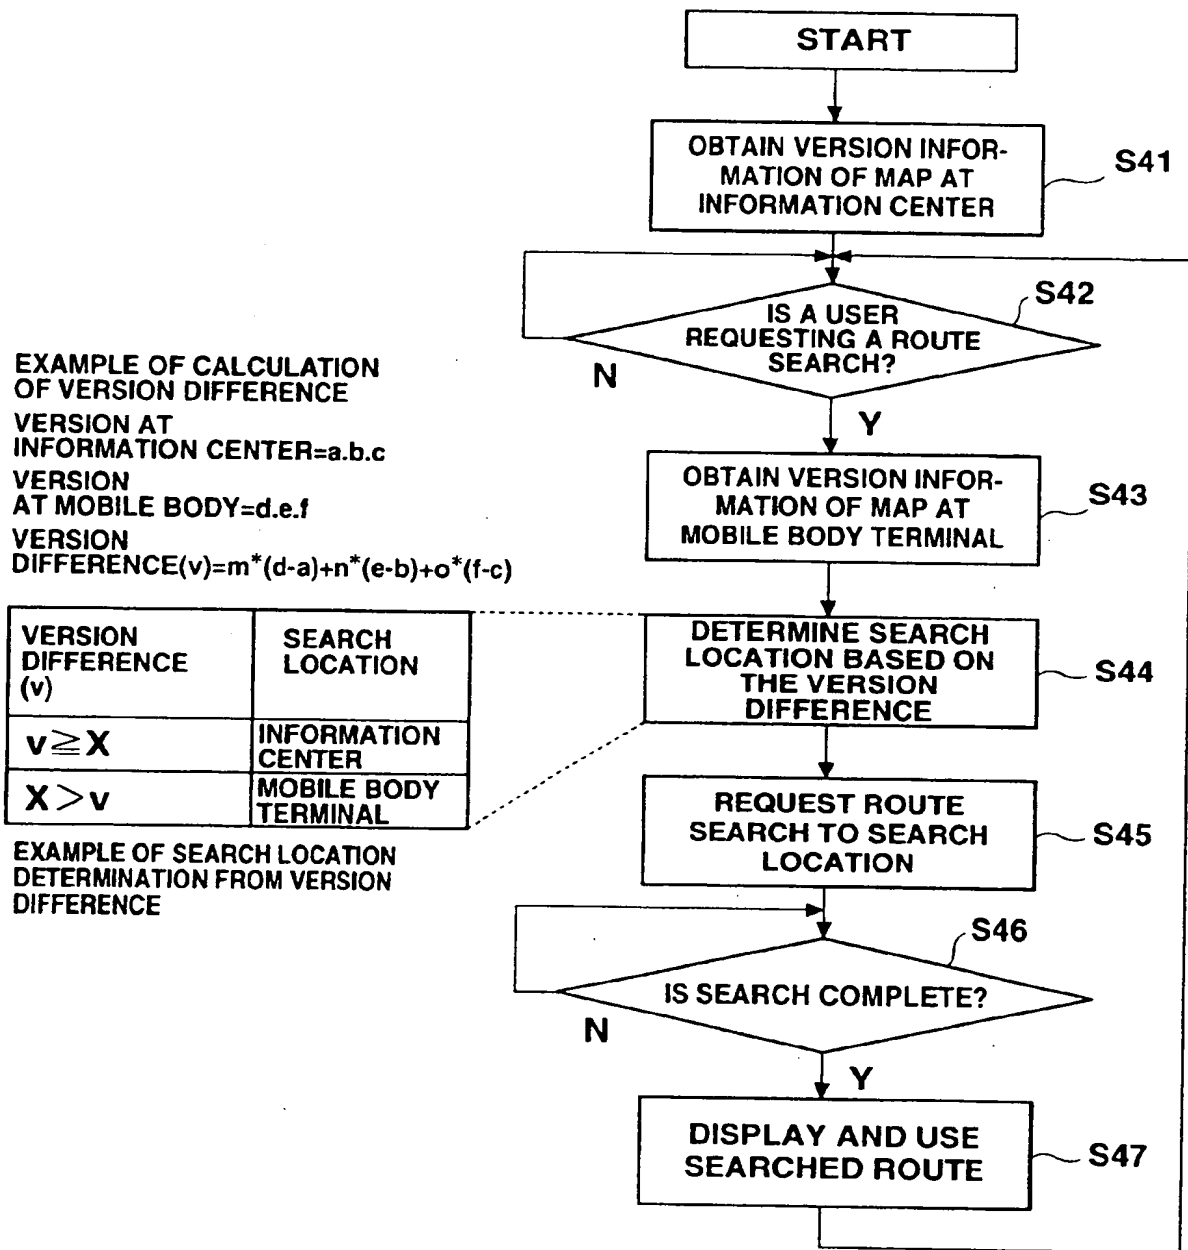 START
OBTAIN VERSION INFOR-
MATION OF MAP AT
INFORMATION CENTER
S41
IS A USER
REQUESTING A ROUTE
SEARCH?
S42
N
Y
OBTAIN VERSION INFOR-
MATION OF MAP AT
MOBILE BODY TERMINAL
S43
EXAMPLE OF CALCULATION
OF VERSION DIFFERENCE
VERSION AT
INFORMATION CENTER=a.b.c
VERSION
AT MOBILE BODY=d.e.f
VERSION
DIFFERENCE(v)=m*(d-a)+n*(e-b)+o*(f-c)
VERSION
DIFFERENCE
(v)
SEARCH
LOCATION
v≧X
INFORMATION
CENTER
X>v
MOBILE BODY
TERMINAL
EXAMPLE OF SEARCH LOCATION
DETERMINATION FROM VERSION
DIFFERENCE
DETERMINE SEARCH
LOCATION BASED ON
THE VERSION
DIFFERENCE
S44
REQUEST ROUTE
SEARCH TO SEARCH
LOCATION
S45
IS SEARCH COMPLETE?
S46
N
Y
DISPLAY AND USE
SEARCHED ROUTE
S47